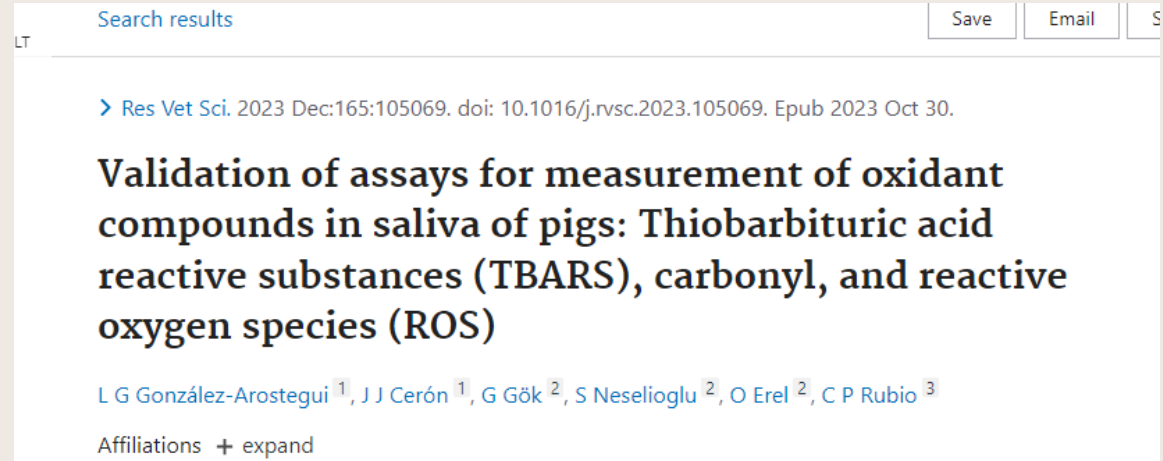 Search results
Save Email S
LT
> Res Vet Sci. 2023 Dec:165:105069. doi: 10.1016/j.rvsc.2023.105069. Epub 2023 Oct 30.
Validation of assays for measurement of oxidant
compounds in saliva of pigs: Thiobarbituric acid
reactive substances (TBARS), carbonyl, and reactive
oxygen species (ROS)
L G González-Arostegui 1, J J Cerón 1, G Gök 2, S Neselioglu 2, O Erel 2, C P Rubio 3
Affiliations + expand